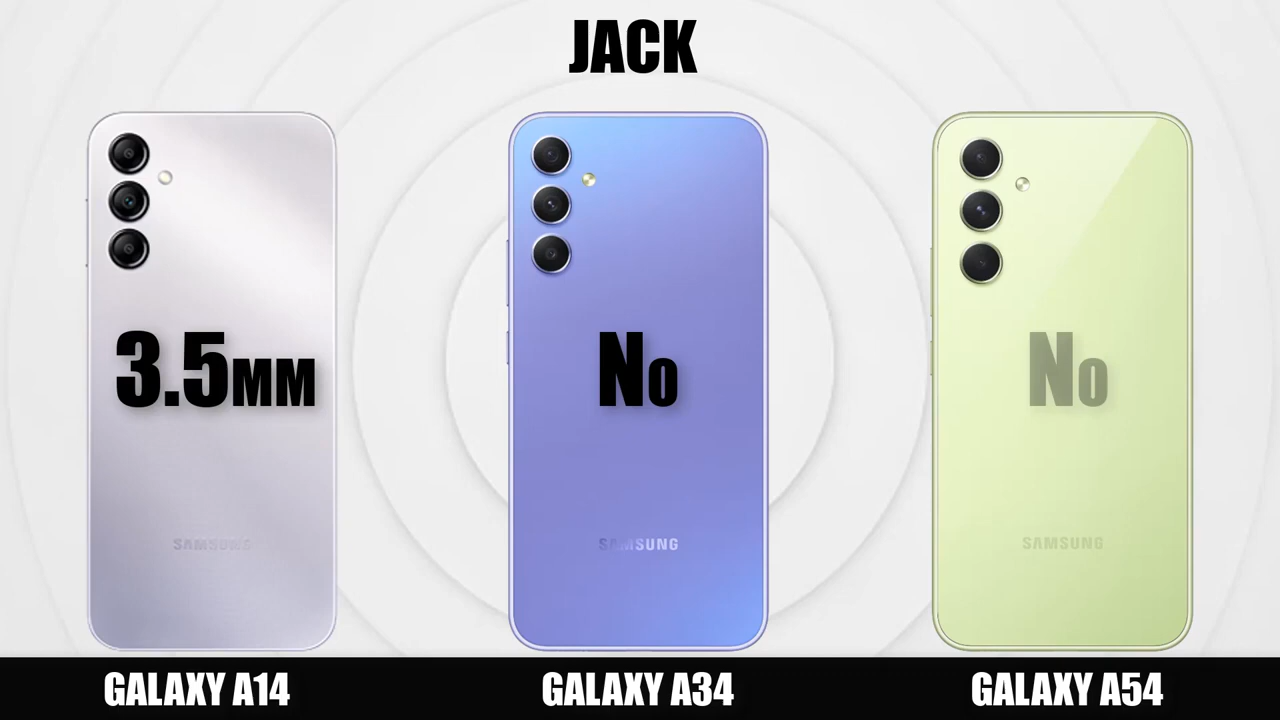 JACK
3.5MM
No
No
SAMSUNG
SAMSUNG
SAMSUNG
GALAXY A14
GALAXY A34
GALAXY A54